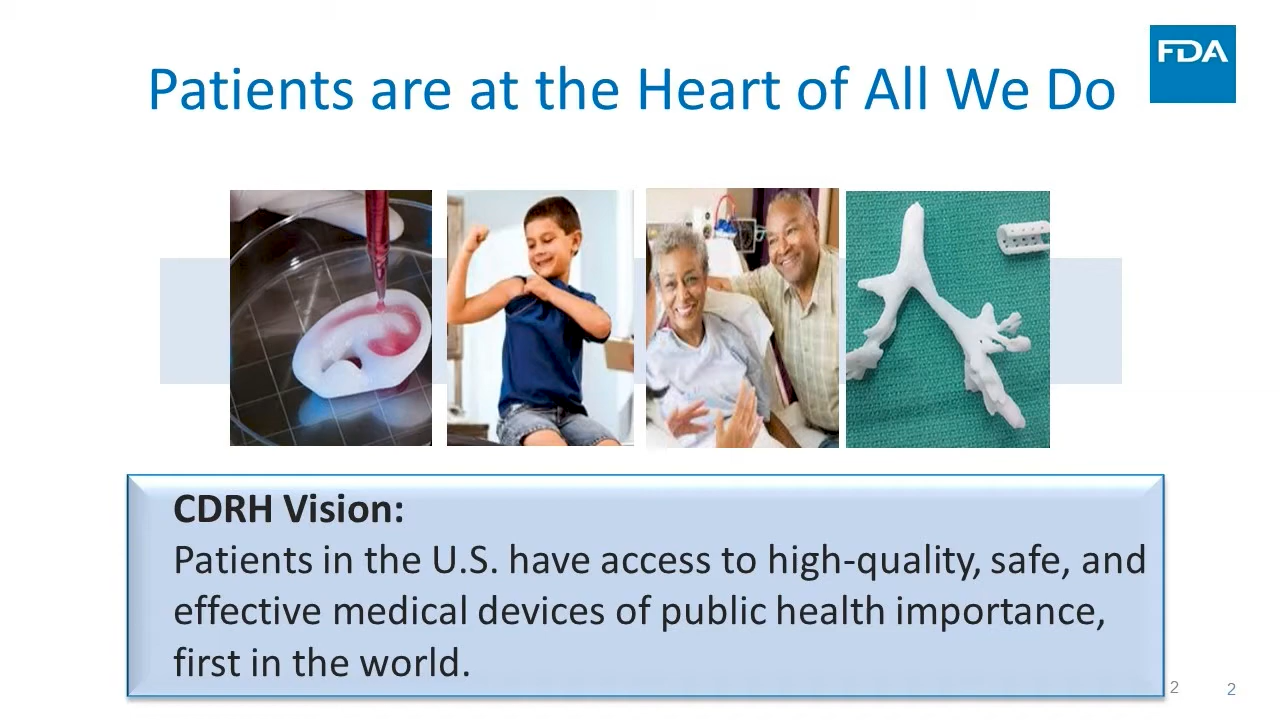 FDA
Patients are at the Heart of All We Do
CDRH Vision:
Patients in the U.S. have access to high-quality, safe, and
effective medical devices of public health importance,
first in the world.
2
2